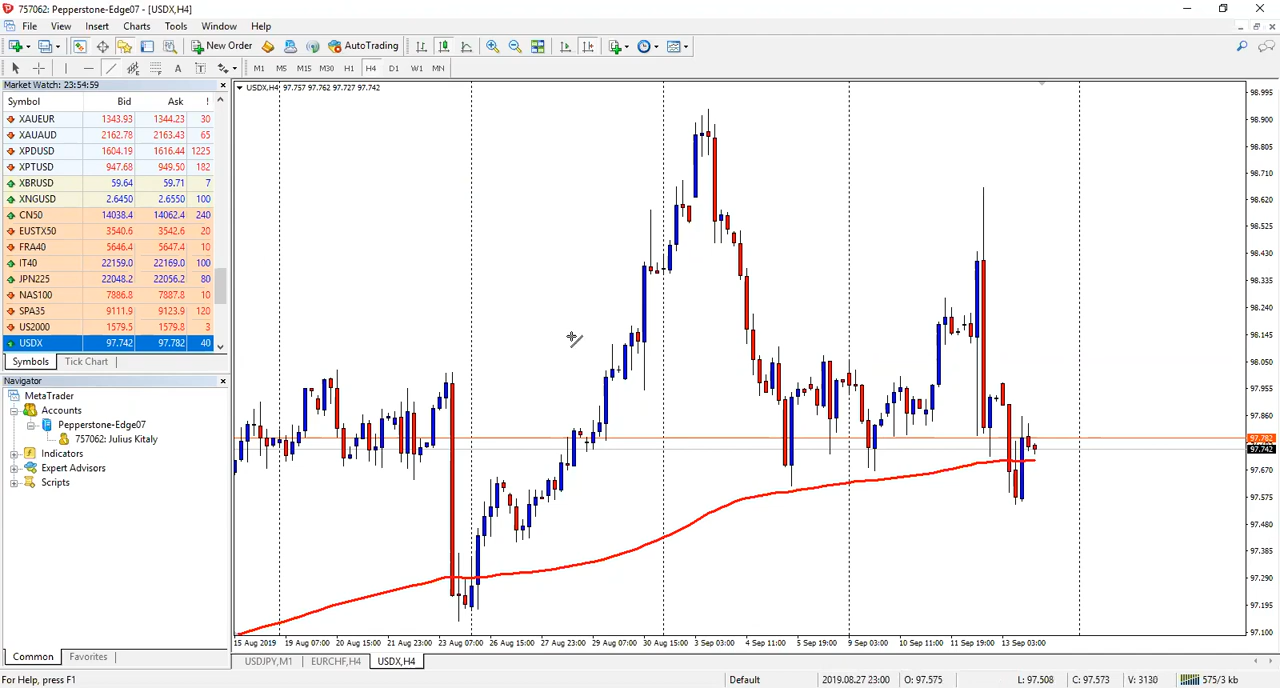 757062: Pepperstone-Edge07 - [USDX,H4]
File View Insert Charts Tools Window Help
New Order AutoTrading
A T M1 M5 M15 M30 H1 H4 D1 W1 MN
Market Watch: 23:54:59
Symbol Bid Ask !
XAUEUR 1343.93 1344.23 30
XAUAUD 2162.78 2163.43 65
XPDUSD 1604.19 1616.44 1225
XPTUSD 947.68 949.50 182
XBRUSD 59.64 59.71 7
XNGUSD 2.6450 2.6550 100
CN50 14038.4 14062.4 240
EUSTX50 3540.6 3542.6 20
FRA40 5646.4 5647.4 10
IT40 22159.0 22169.0 100
JPN225 22048.2 22056.2 80
NAS100 7886.8 7887.8 10
SPA35 9111.9 9123.9 120
US2000 1579.5 1579.8 3
USDX 97.742 97.782 40
Symbols Tick Chart
Navigator
MetaTrader
Accounts
Pepperstone-Edge07
757062: Julius Kitaly
Indicators
Expert Advisors
Scripts
Common Favorites
USDX,H4 97.757 97.762 97.727 97.742
98.995
98.900
98.805
98.710
98.620
98.525
98.430
98.335
98.240
98.145
98.050
97.955
97.860
97.782
97.742
97.670
97.575
97.480
97.385
97.290
97.195
97.100
15 Aug 2019 19 Aug 07:00 20 Aug 15:00 21 Aug 23:00 23 Aug 07:00 26 Aug 15:00 27 Aug 23:00 29 Aug 07:00 30 Aug 15:00 3 Sep 03:00 4 Sep 11:00 5 Sep 19:00 9 Sep 03:00 10 Sep 11:00 11 Sep 19:00 13 Sep 03:00
USDJPY,M1 EURCHF,H4 USDX,H4
For Help, press F1 Default 2019.08.27 23:00 O: 97.575 L: 97.508 C: 97.573 V: 3130 575/3 kb